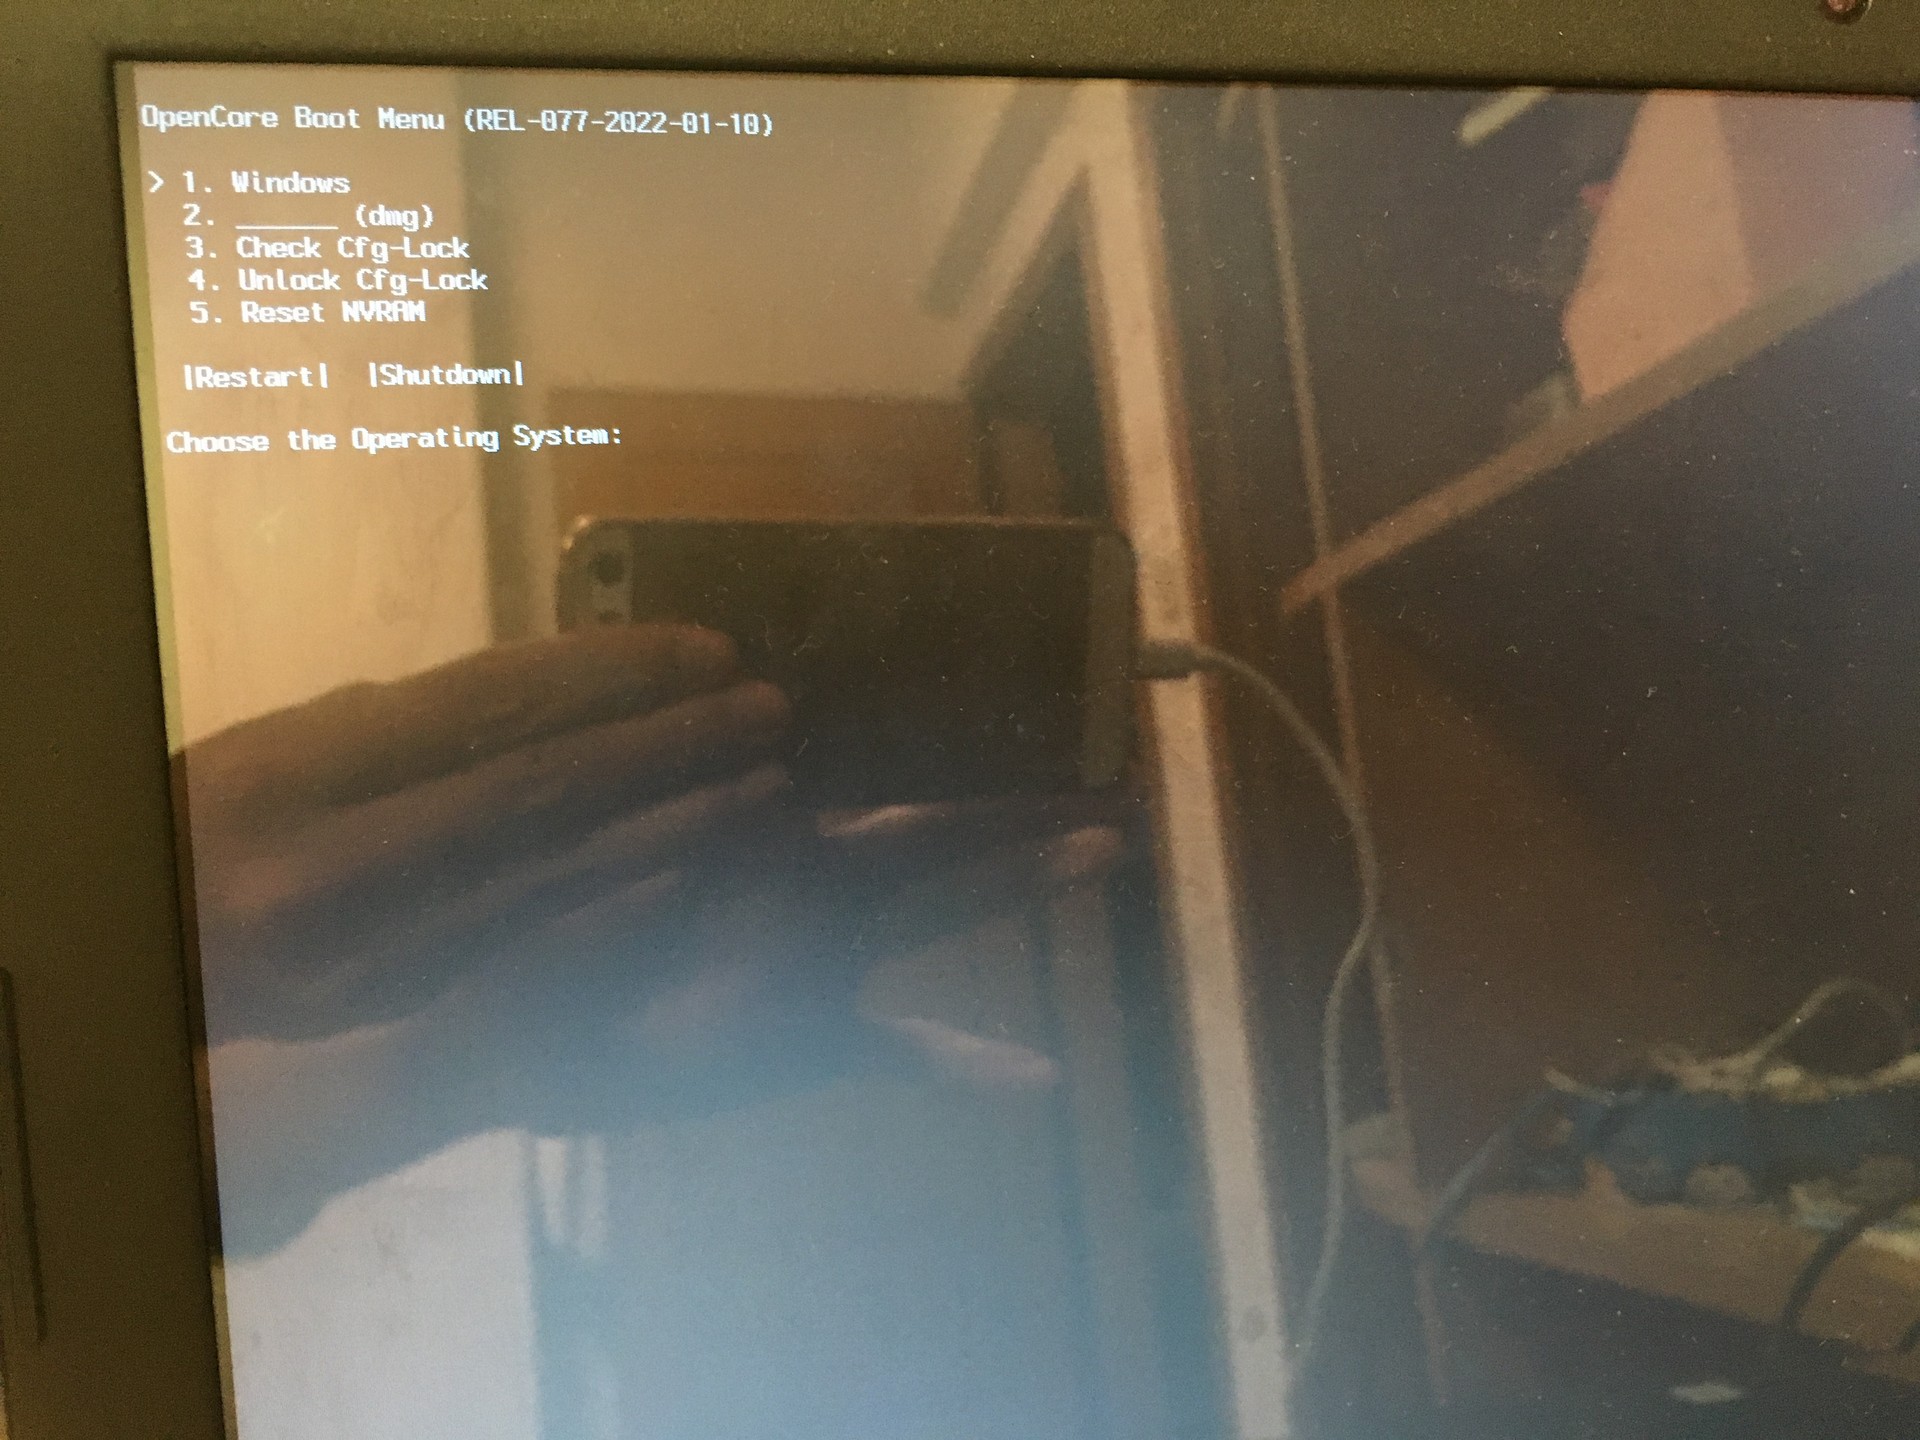 OpenCore Boot Menu (REL-077-2022-01-10)
> 1. Windows
2. ______ (dmg)
3. Check Cfg-Lock
4. Unlock Cfg-Lock
5. Reset NVRAM
|Restart| |Shutdown|
Choose the Operating System: